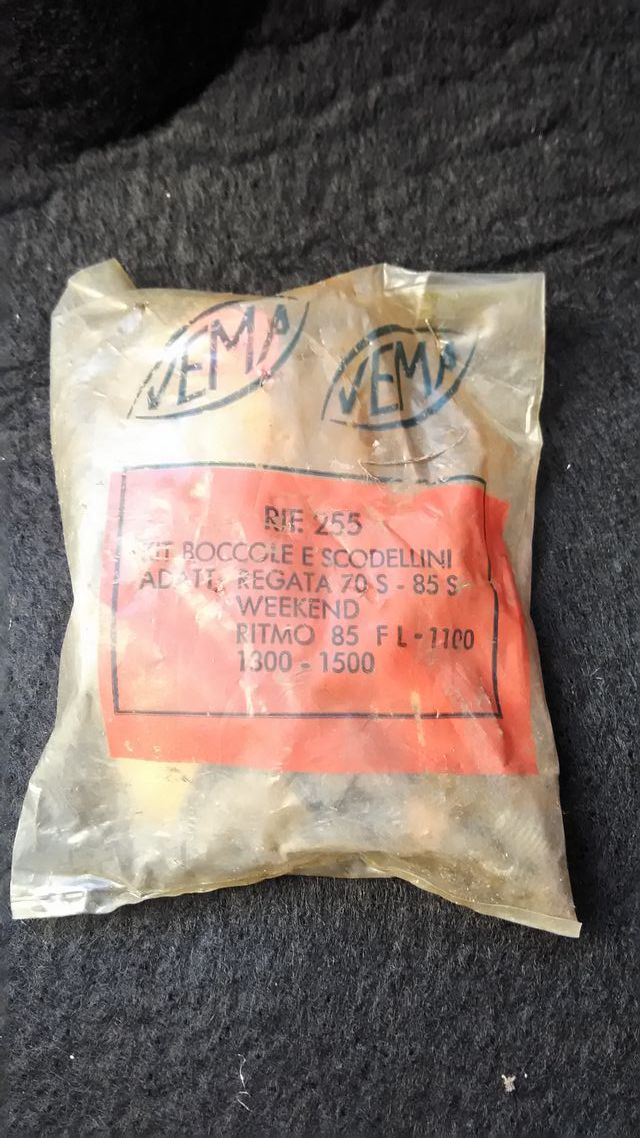 VEMA VEMA
RIF 255
KIT BOCCOLE E SCODELLINI
ADATT. REGATA 70 S - 85 S
WEEKEND
RITMO 85 F L - 1100
1300 - 1500